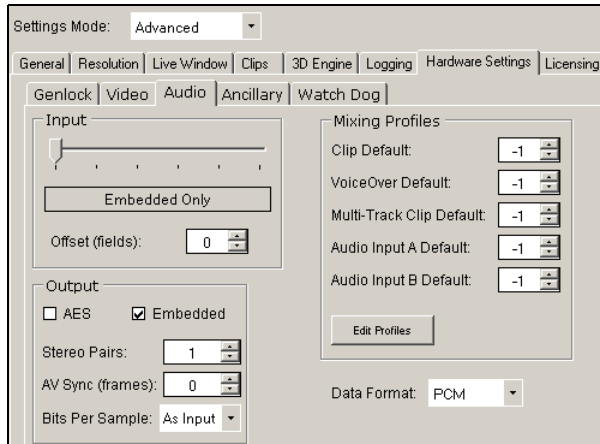 Settings Mode: Advanced
General Resolution Live Window Clips 3D Engine Logging Hardware Settings Licensing
Genlock Video Audio Ancillary Watch Dog
Input
Embedded Only
Offset (fields): 0
Output
AES Embedded
Stereo Pairs: 1
AV Sync (frames): 0
Bits Per Sample: As Input
Mixing Profiles
Clip Default: -1
VoiceOver Default: -1
Multi-Track Clip Default: -1
Audio Input A Default: -1
Audio Input B Default: -1
Edit Profiles
Data Format: PCM